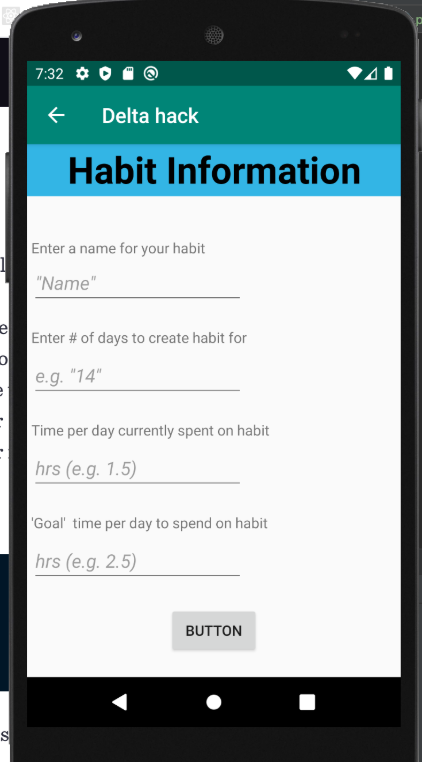 7:32
Delta hack
Habit Information
Enter a name for your habit
"Name"
Enter # of days to create habit for
e.g. "14"
Time per day currently spent on habit
hrs (e.g. 1.5)
'Goal'  time per day to spend on habit
hrs (e.g. 2.5)
BUTTON